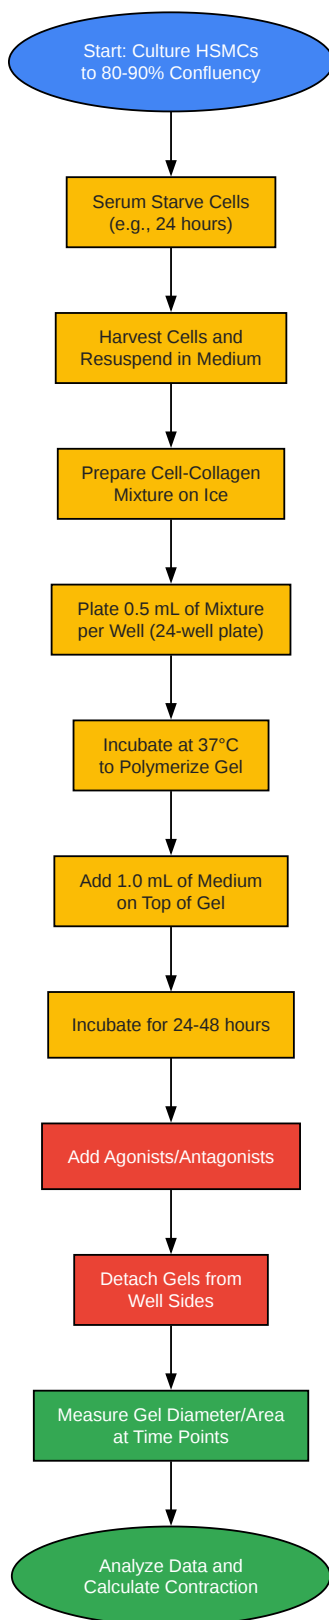 Start: Culture HSMCs
to 80-90% Confluency
Serum Starve Cells
(e.g., 24 hours)
Harvest Cells and
Resuspend in Medium
Prepare Cell-Collagen
Mixture on Ice
Plate 0.5 mL of Mixture
per Well (24-well plate)
Incubate at 37°C
to Polymerize Gel
Add 1.0 mL of Medium
on Top of Gel
Incubate for 24-48 hours
Add Agonists/Antagonists
Detach Gels from
Well Sides
Measure Gel Diameter/Area
at Time Points
Analyze Data and
Calculate Contraction